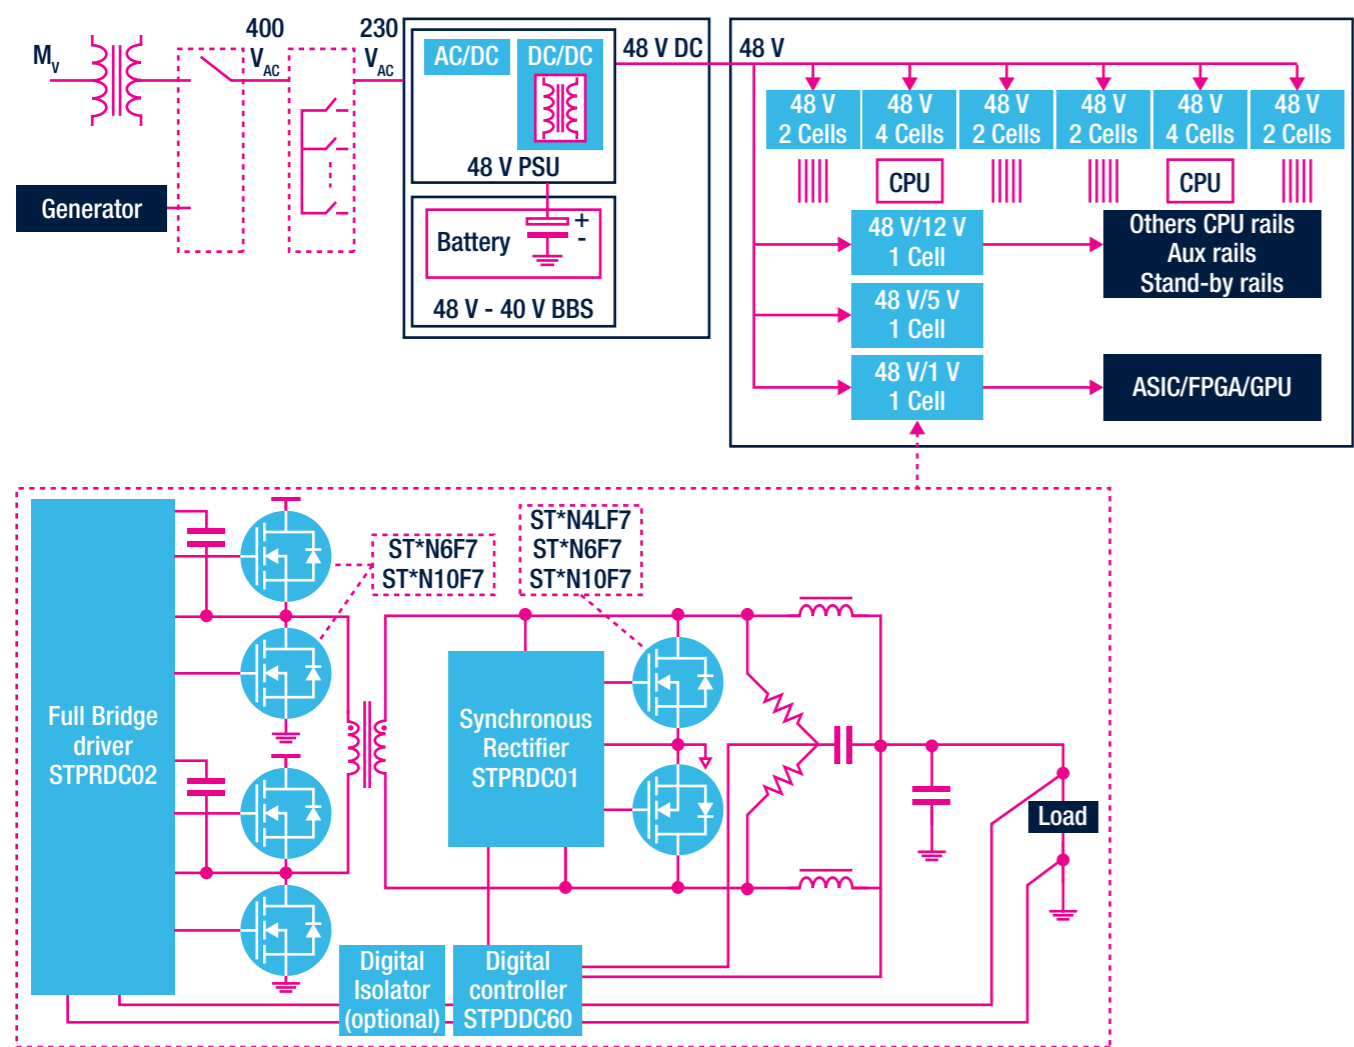 MV
400
VAC
230
VAC
AC/DC
DC/DC
48 V PSU
48 V DC
48 V
Generator
Battery
+
-
48 V - 40 V BBS
48 V
2 Cells
48 V
4 Cells
48 V
2 Cells
48 V
2 Cells
48 V
4 Cells
48 V
2 Cells
CPU
CPU
48 V/12 V
1 Cell
Others CPU rails
Aux rails
Stand-by rails
48 V/5 V
1 Cell
48 V/1 V
1 Cell
ASIC/FPGA/GPU
ST*N6F7
ST*N10F7
ST*N4LF7
ST*N6F7
ST*N10F7
Full Bridge
driver
STPRDC02
Synchronous
Rectifier
STPRDC01
Load
Digital
Isolator
(optional)
Digital
controller
STPDDC60